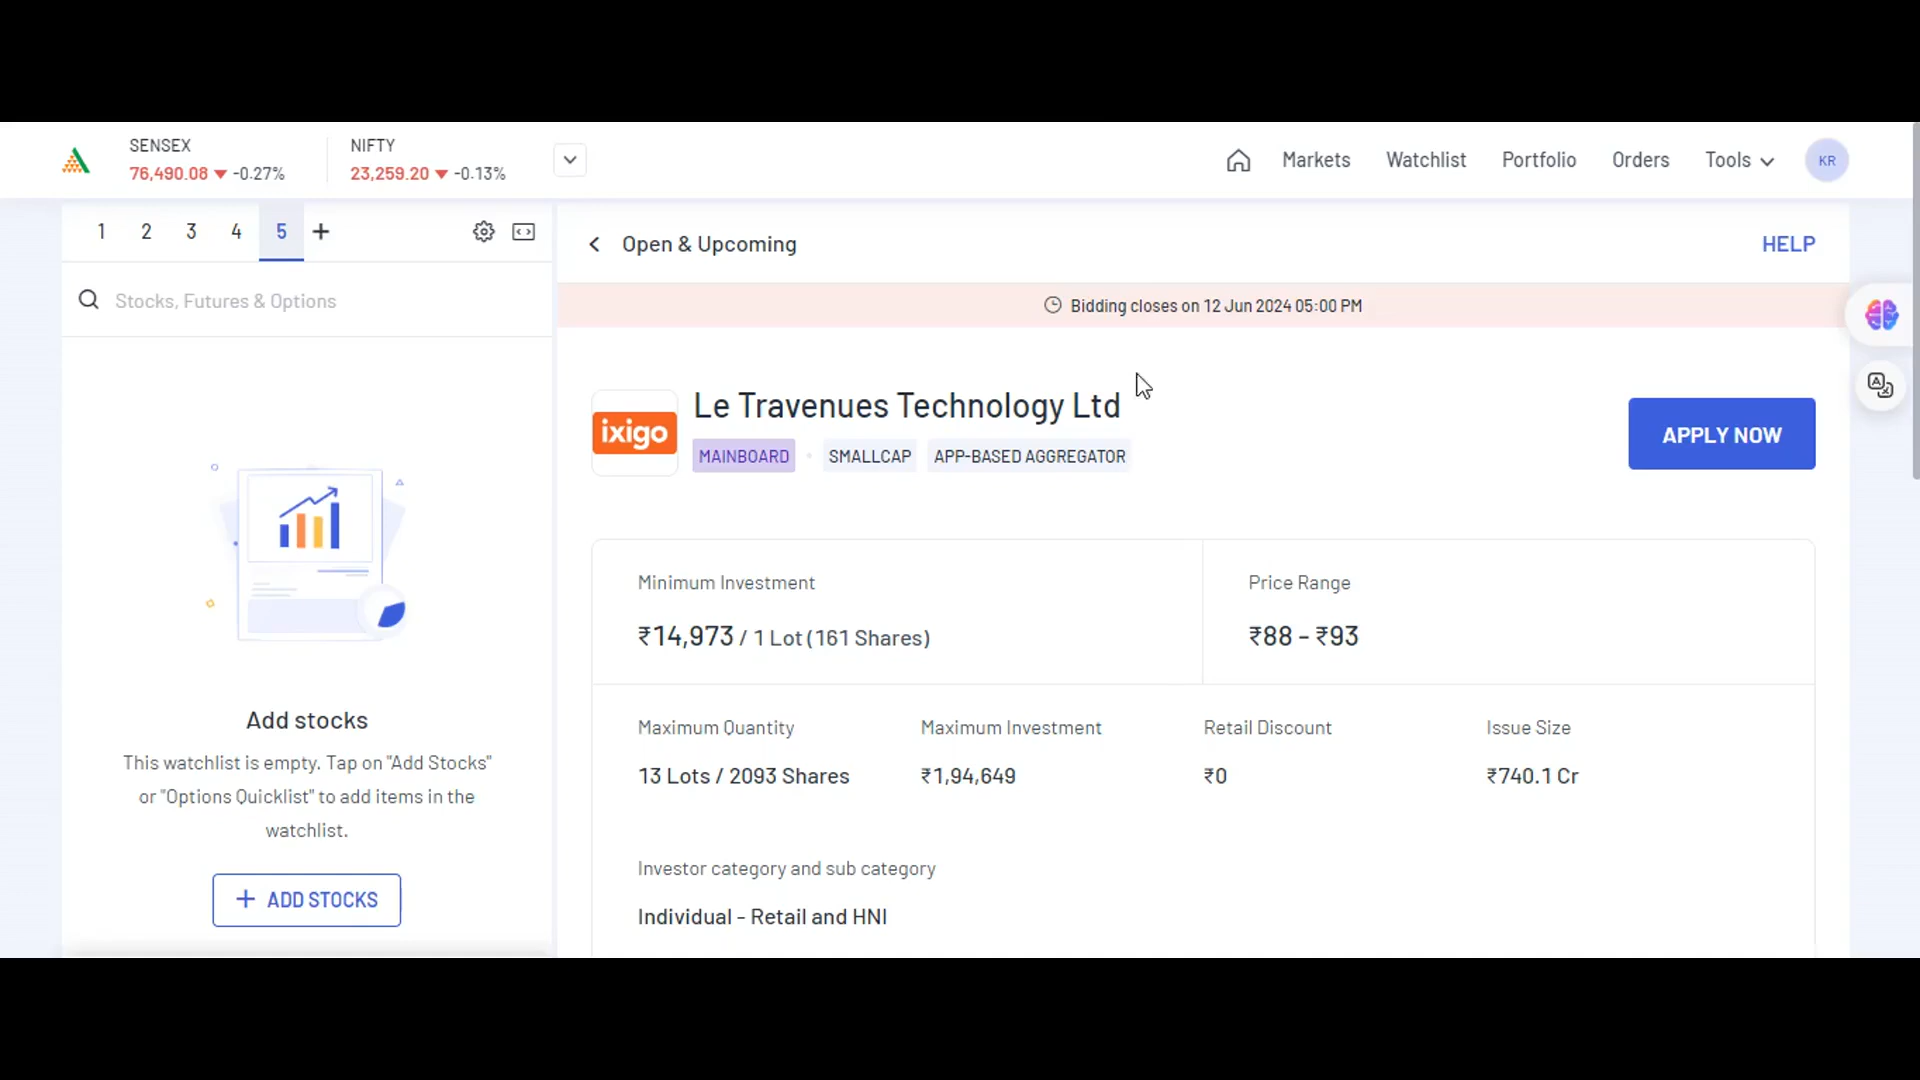 SENSEX
76,490.08 ▼ -0.27%
NIFTY
23,259.20 ▼ -0.13%
Markets
Watchlist
Portfolio
Orders
Tools
KR
1 2 3 4 5 +
Stocks, Futures & Options
Add stocks
This watchlist is empty. Tap on "Add Stocks"
or "Options Quicklist" to add items in the
watchlist.
+ ADD STOCKS
Open & Upcoming
HELP
Bidding closes on 12 Jun 2024 05:00 PM
ixigo
Le Travenues Technology Ltd
MAINBOARD • SMALLCAP APP-BASED AGGREGATOR
APPLY NOW
Minimum Investment
₹14,973 / 1 Lot (161 Shares)
Price Range
₹88 - ₹93
Maximum Quantity
13 Lots / 2093 Shares
Maximum Investment
₹1,94,649
Retail Discount
₹0
Issue Size
₹740.1 Cr
Investor category and sub category
Individual - Retail and HNI